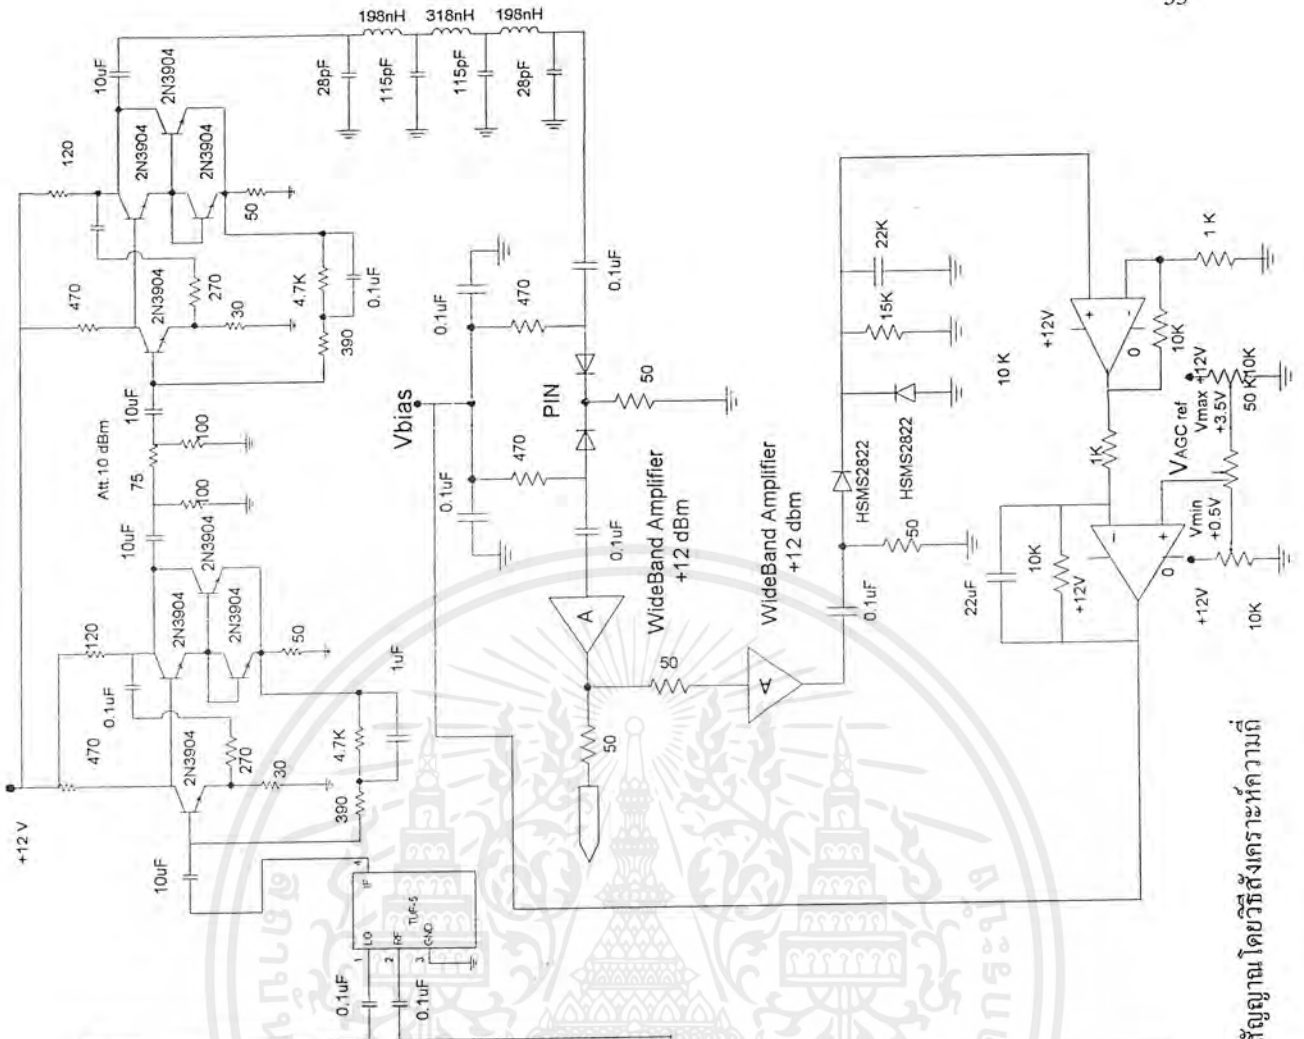 198nH
318nH
198nH
10uF
2N3904
28pF
115pF
115pF
28pF
120
2N3904
2N3904
50
470
2N3904
270
30
4.7K
0.1uF
390
10uF
Att.10 dBm
100
75
100
10uF
2N3904
2N3904
2N3904
120
50
0.1uF
1uF
470
2N3904
270
30
4.7K
390
+12 V
10uF
4
IF
TUF-5
LO
RF
GND
1
2
3
0.1uF
0.1uF
0.1uF
470
0.1uF
Vbias
PIN
50
470
0.1uF
0.1uF
A
WideBand Amplifier
+12 dBm
50
50
WideBand Amplifier
+12 dbm
A
0.1uF
HSMS2822
50
HSMS2822
15K
22K
10 K
+12V
+
-
0
10K
1 K
1K
VAGC ref
Vmax +12V
+3.5V
50 K
10K
Vmin
+0.5V
22uF
10K
+12V
-
+
0
+12V
10K
สัญญาณโดยวิธีสังเคราะห์ความถี่